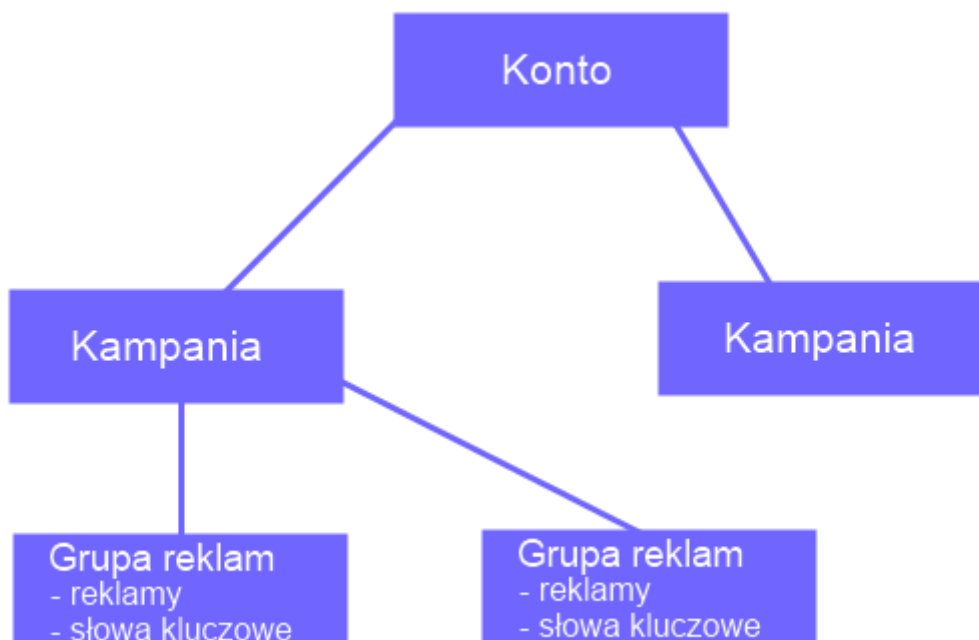 Konto
Kampania
Kampania
Grupa reklam
- reklamy
- słowa kluczowe
Grupa reklam
- reklamy
- słowa kluczowe